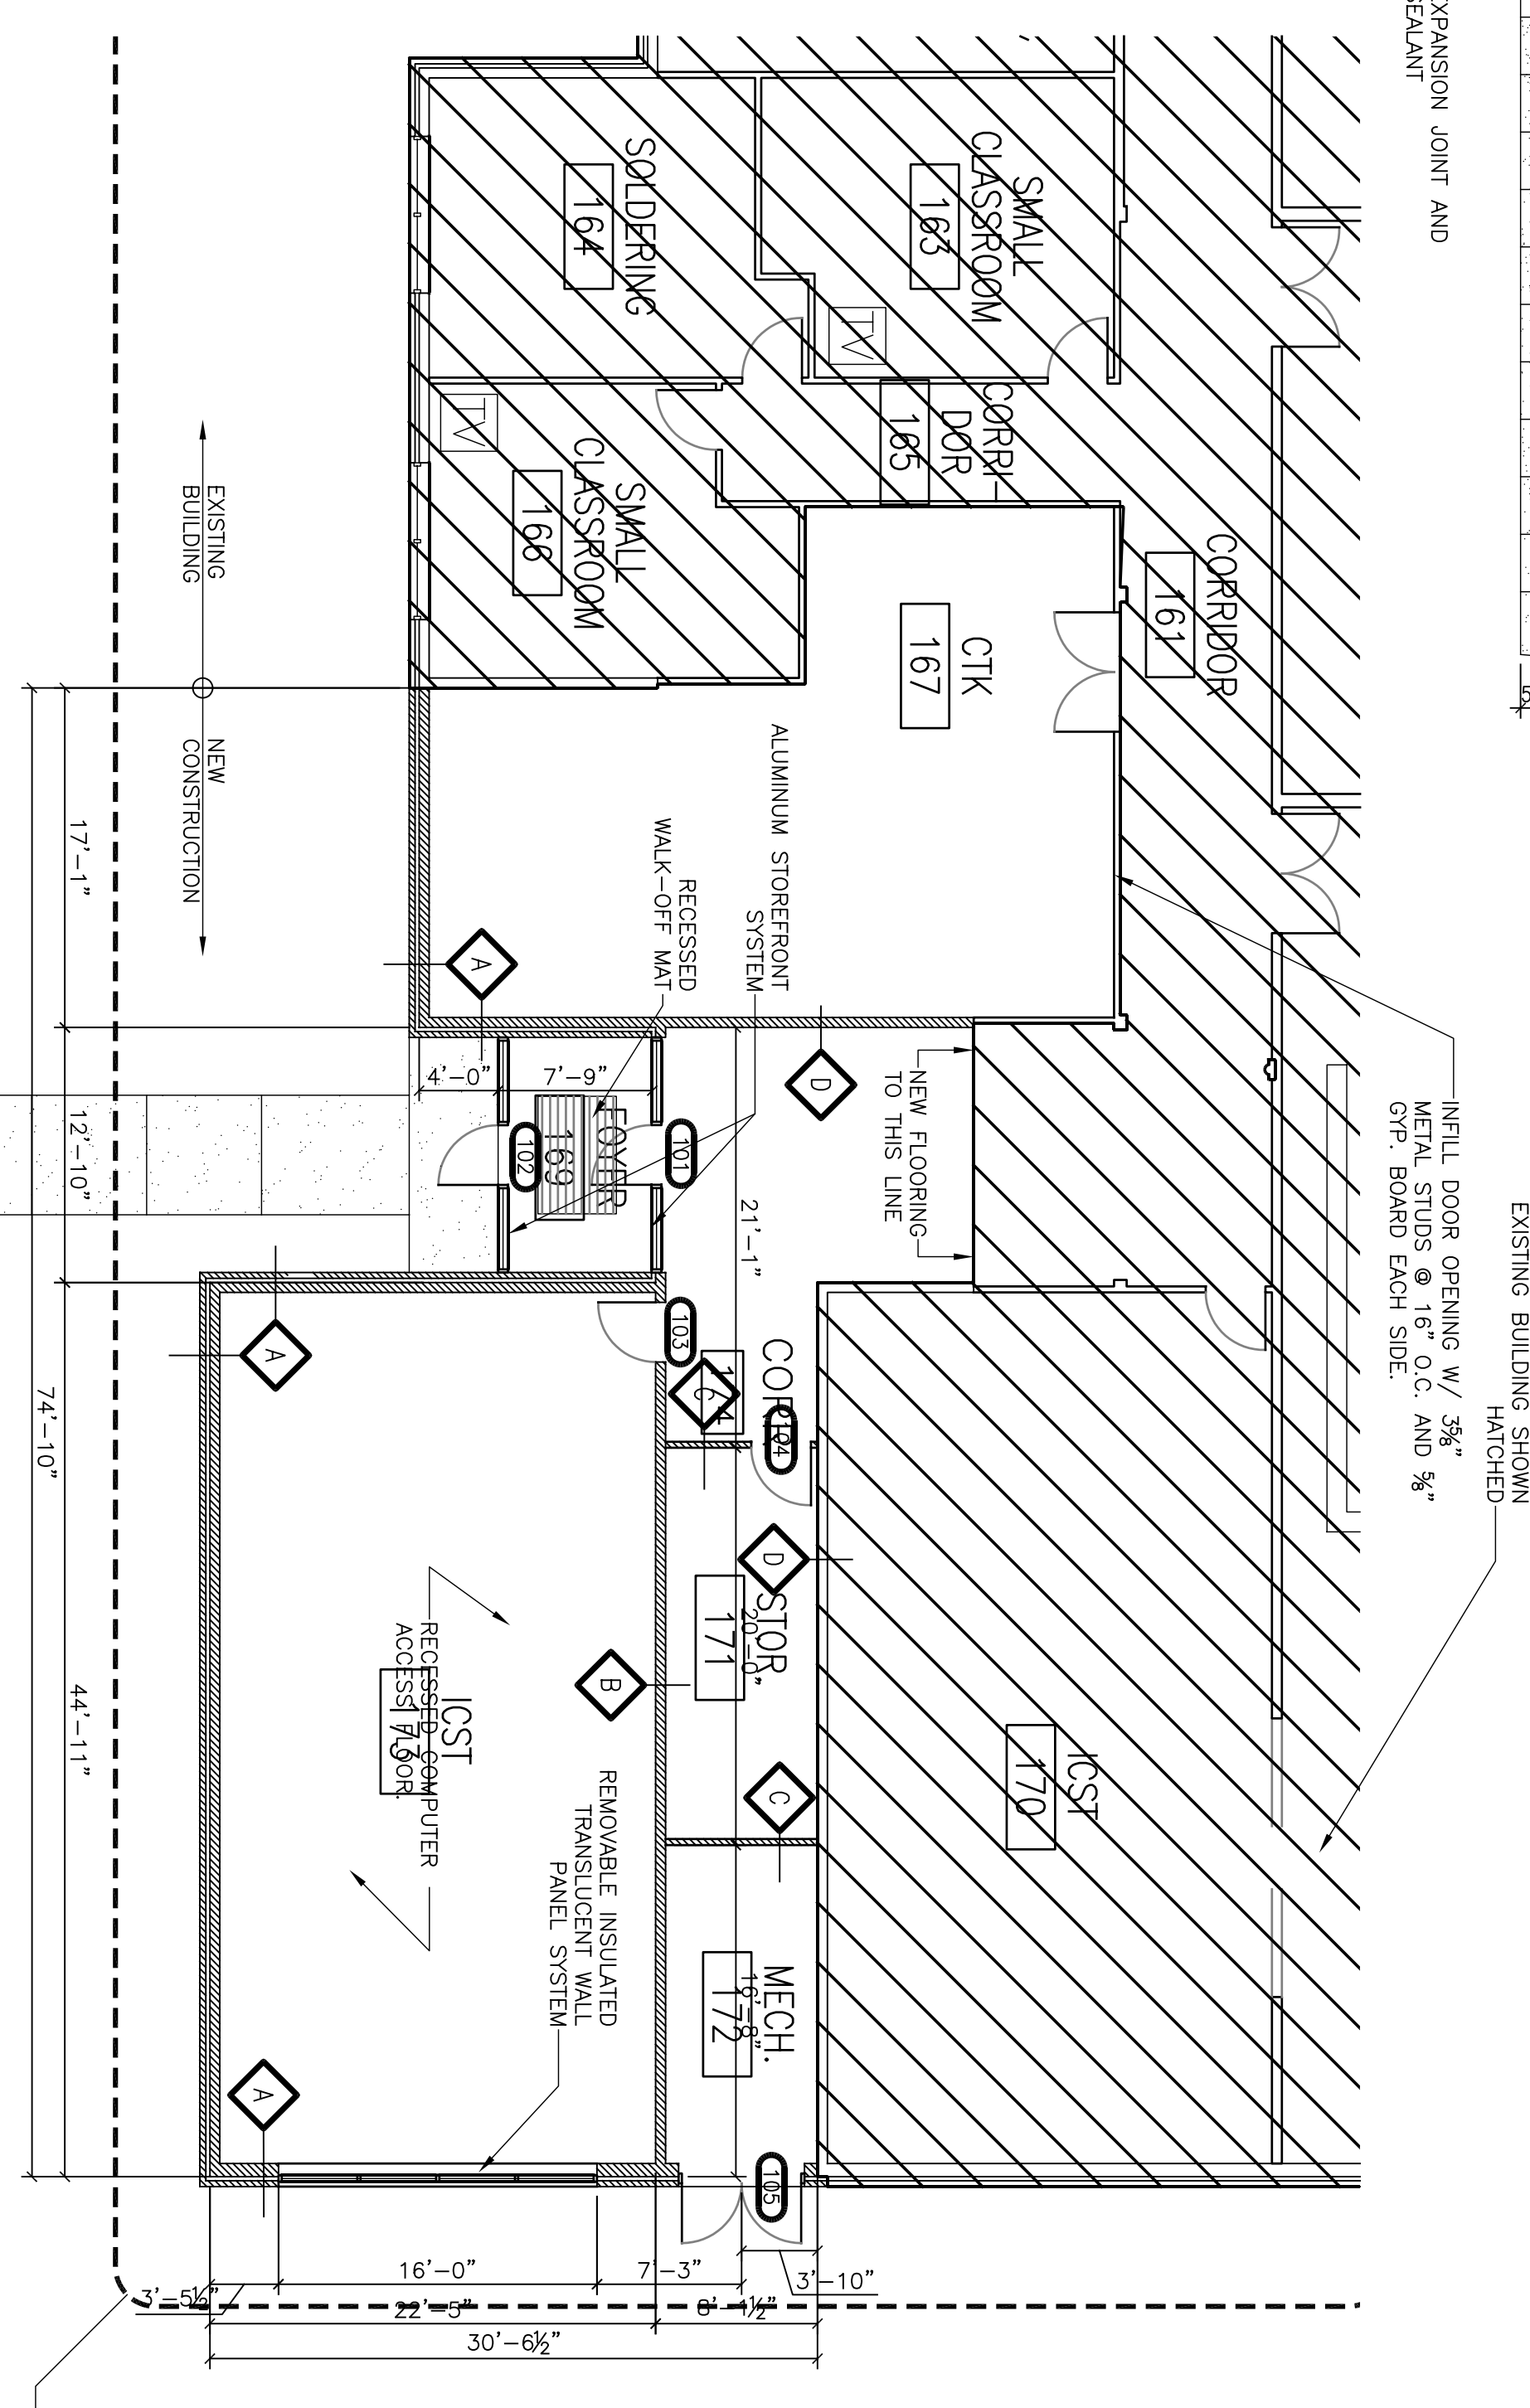 EXPANSION JOINT AND
SEALANT
EXISTING BUILDING SHOWN
HATCHED
INFILL DOOR OPENING W/ 3⅝"
METAL STUDS @ 16" O.C. AND ⅝"
GYP. BOARD EACH SIDE.
SMALL
CLASSROOM
163
TV
SOLDERING
164
CORRI-
DOR
165
CORRIDOR
161
SMALL
CLASSROOM
166
TV
CTK
167
EXISTING
BUILDING
NEW
CONSTRUCTION
ALUMINUM STOREFRONT
SYSTEM
RECESSED
WALK-OFF MAT
NEW FLOORING
TO THIS LINE
A
D
4'-0"
7'-9"
FOYER
169
101
102
21'-1"
103
CORR.
174
C
104
D
STOR
171
20'-0"
B
C
ICST
170
MECH.
172
16'-8"
105
A
ICST
173
RECESSED COMPUTER
ACCESS FLOOR.
REMOVABLE INSULATED
TRANSLUCENT WALL
PANEL SYSTEM
A
17'-1"
12'-10"
44'-11"
74'-10"
3'-5½"
16'-0"
7'-3"
3'-10"
22'-5"
8'-1½"
30'-6½"